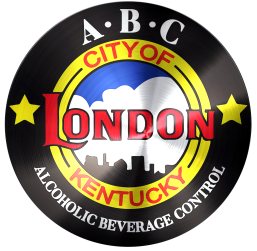 A·B·C
CITY OF
LONDON
KENTUCKY
ALCOHOLIC BEVERAGE CONTROL